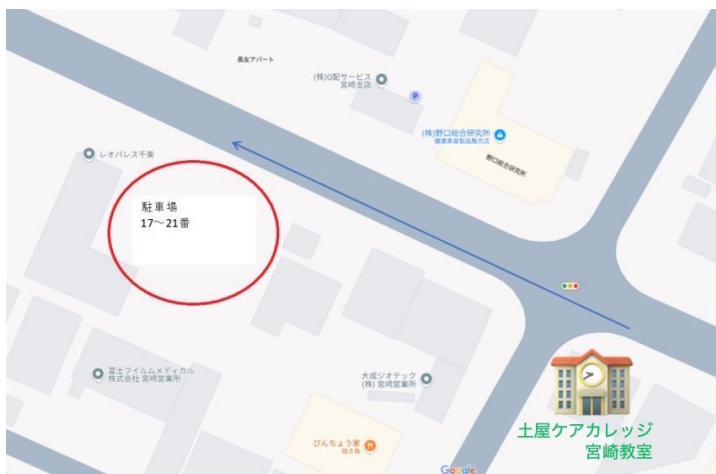 長友アパート
(株)Q配サービス
宮崎支店
P
(株)野口総合研究所
健康美容製品販売店
野口総合研究所
レオパレス千栗
駐車場
17〜21番
富士フイルムメディカル
株式会社 宮崎営業所
大成ジオテック
(株) 宮崎営業所
びんちょう家
焼き鳥
土屋ケアカレッジ
宮崎教室
Google